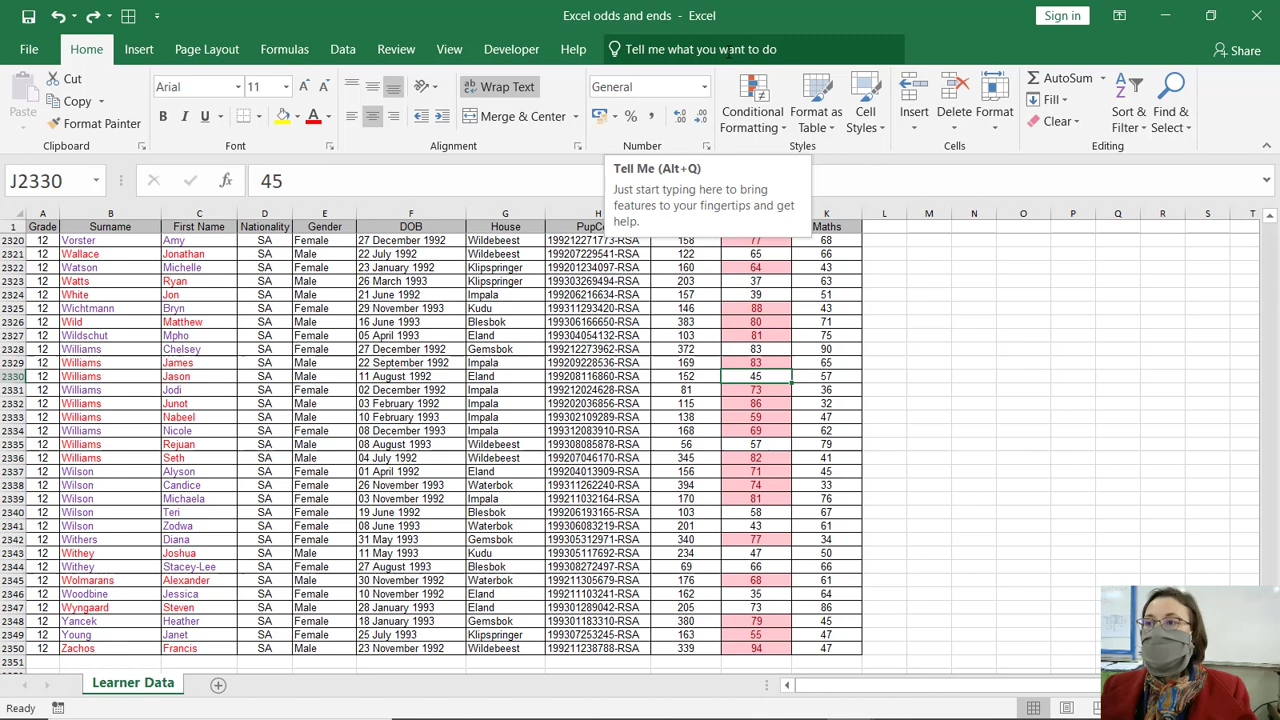 Excel odds and ends - Excel
Sign in
File Home Insert Page Layout Formulas Data Review View Developer Help Tell me what you want to do Share
Paste Cut Copy Format Painter Clipboard
Arial 11 Font
Wrap Text Merge & Center Alignment
General Number
Conditional Formatting Format as Table Cell Styles Styles
Insert Delete Format Cells
AutoSum Fill Clear Sort & Filter Find & Select Editing
J2330 45
Tell Me (Alt+Q)
Just start typing here to bring
features to your fingertips and get
help.
A B C D E F G H K L M N O P Q R S T
1 Grade Surname First Name Nationality Gender DOB House Maths
2320 12 Vorster Amy SA Female 27 December 1992 Wildebeest 199212271773-RSA 158 77 68
2321 12 Wallace Jonathan SA Male 22 July 1992 Wildebeest 199207229541-RSA 122 65 66
2322 12 Watson Michelle SA Female 23 January 1992 Klipspringer 199201234097-RSA 160 64 43
2323 12 Watts Ryan SA Male 26 March 1993 Klipspringer 199303269494-RSA 203 37 63
2324 12 White Jon SA Male 21 June 1992 Impala 199206216634-RSA 157 39 51
2325 12 Wichtmann Bryn SA Female 29 November 1993 Kudu 199311293420-RSA 146 88 43
2326 12 Wild Matthew SA Male 16 June 1993 Blesbok 199306166650-RSA 383 80 71
2327 12 Wildschut Mpho SA Female 05 April 1993 Eland 199304054132-RSA 103 81 75
2328 12 Williams Chelsey SA Female 27 December 1992 Gemsbok 199212273962-RSA 372 83 90
2329 12 Williams James SA Male 22 September 1992 Impala 199209228536-RSA 169 83 65
2330 12 Williams Jason SA Male 11 August 1992 Eland 199208116860-RSA 152 45 57
2331 12 Williams Jodi SA Female 02 December 1992 Impala 199212024628-RSA 81 73 36
2332 12 Williams Junot SA Male 03 February 1992 Impala 199202036856-RSA 115 86 32
2333 12 Williams Nabeel SA Male 10 February 1993 Impala 199302109289-RSA 138 59 47
2334 12 Williams Nicole SA Female 08 December 1993 Impala 199312083910-RSA 168 69 62
2335 12 Williams Rejuan SA Male 08 August 1993 Wildebeest 199308085878-RSA 56 57 79
2336 12 Williams Seth SA Male 04 July 1992 Wildebeest 199207046170-RSA 345 82 41
2337 12 Wilson Alyson SA Female 01 April 1992 Eland 199204013909-RSA 156 71 45
2338 12 Wilson Candice SA Female 26 November 1993 Waterbok 199311262240-RSA 394 74 33
2339 12 Wilson Michaela SA Female 03 November 1992 Impala 199211032164-RSA 170 81 76
2340 12 Wilson Teri SA Female 19 June 1992 Blesbok 199206193166-RSA 103 58 67
2341 12 Wilson Zodwa SA Female 08 June 1993 Waterbok 199306083219-RSA 201 43 61
2342 12 Withers Diana SA Female 31 May 1993 Gemsbok 199305312971-RSA 340 77 34
2343 12 Withey Joshua SA Male 11 May 1993 Kudu 199305117692-RSA 234 47 50
2344 12 Withey Stacey-Lee SA Female 27 August 1993 Blesbok 199308272497-RSA 69 66 66
2345 12 Wolmarans Alexander SA Male 30 November 1992 Waterbok 199211305679-RSA 176 68 61
2346 12 Woodbine Jessica SA Female 10 November 1992 Eland 199211103441-RSA 162 35 64
2347 12 Wyngaard Steven SA Male 28 January 1993 Eland 199301289042-RSA 205 73 86
2348 12 Yancek Heather SA Female 18 January 1993 Gemsbok 199301183310-RSA 380 79 45
2349 12 Young Janet SA Female 25 July 1993 Klipspringer 199307253245-RSA 163 55 47
2350 12 Zachos Francis SA Male 23 November 1992 Wildebeest 199211238788-RSA 339 94 47
2351
Learner Data
Ready